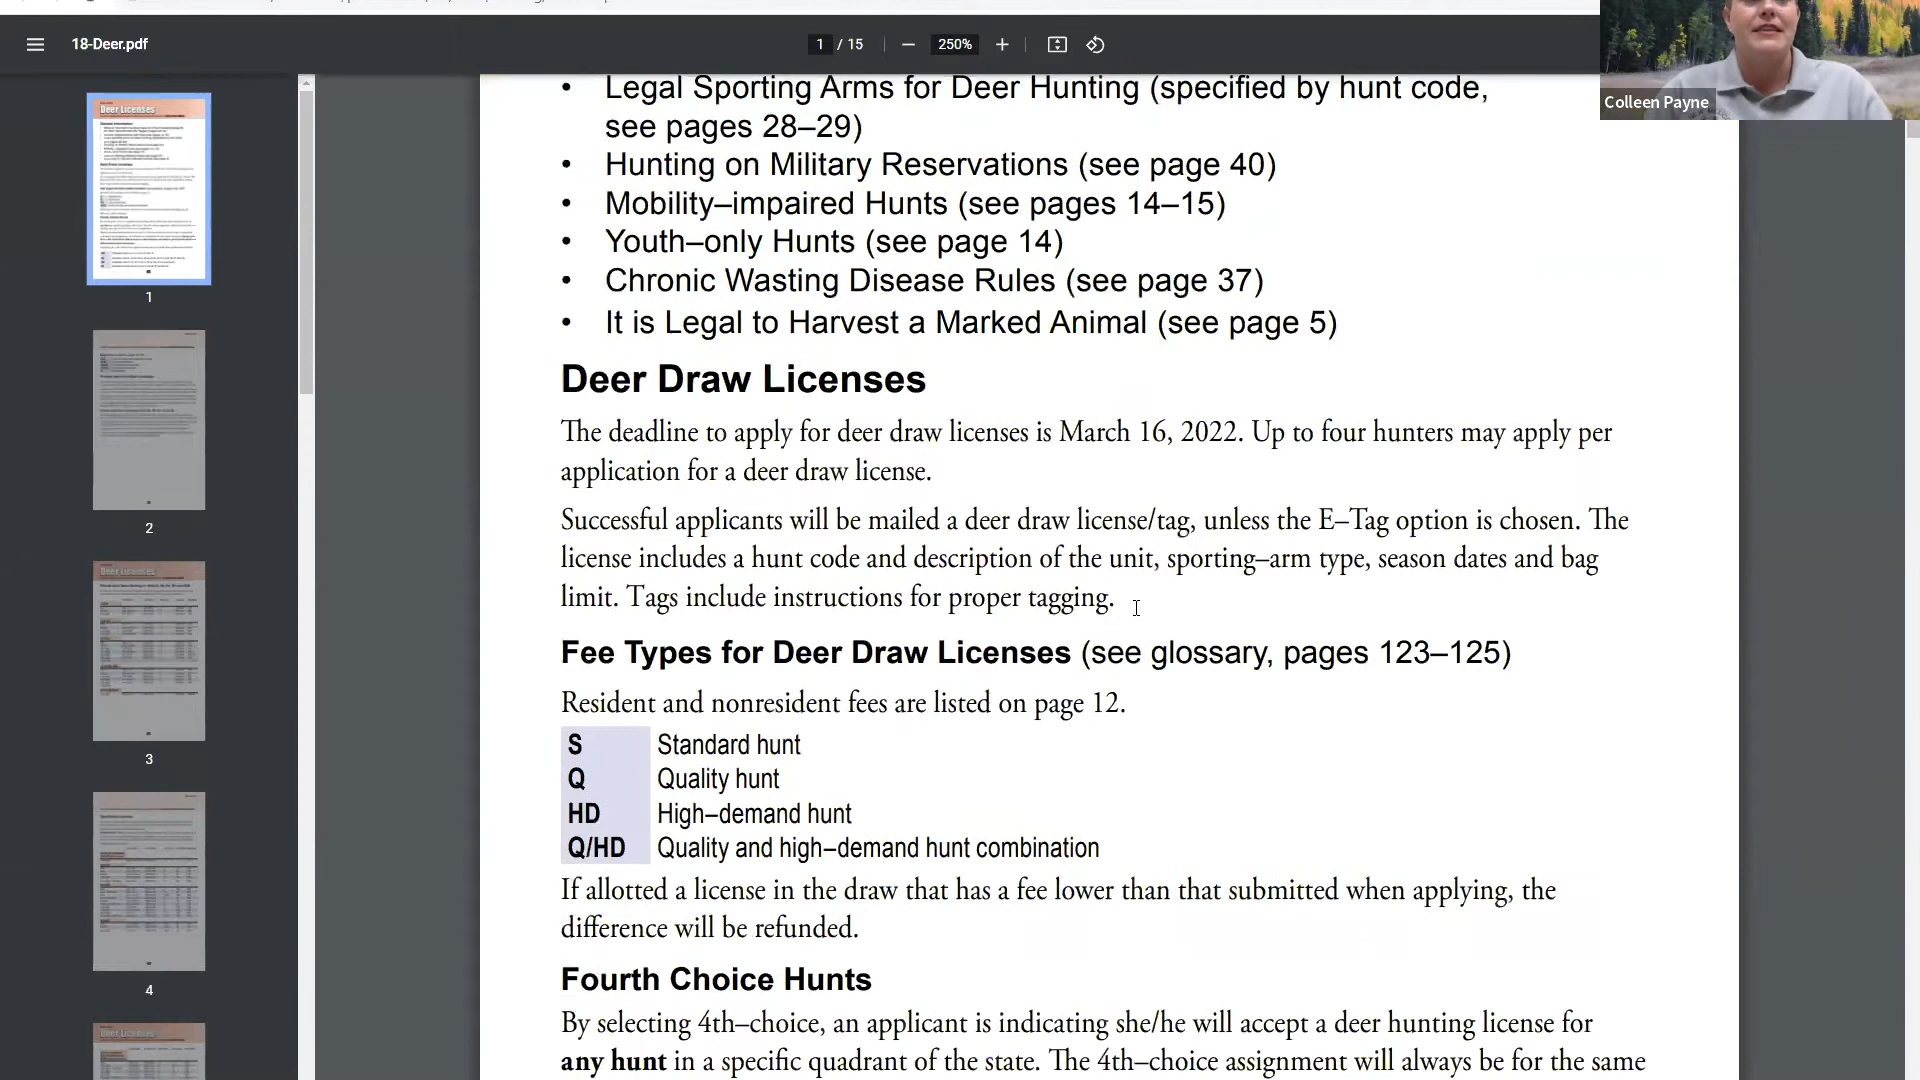 18-Deer.pdf
1 / 15
250%
Colleen Payne
Deer Licenses
1
2
3
4
Deer Licenses
Deer Licenses
• Legal Sporting Arms for Deer Hunting (specified by hunt code,
see pages 28–29)
• Hunting on Military Reservations (see page 40)
• Mobility–impaired Hunts (see pages 14–15)
• Youth–only Hunts (see page 14)
• Chronic Wasting Disease Rules (see page 37)
• It is Legal to Harvest a Marked Animal (see page 5)
Deer Draw Licenses
The deadline to apply for deer draw licenses is March 16, 2022. Up to four hunters may apply per
application for a deer draw license.
Successful applicants will be mailed a deer draw license/tag, unless the E–Tag option is chosen. The
license includes a hunt code and description of the unit, sporting–arm type, season dates and bag
limit. Tags include instructions for proper tagging.
Fee Types for Deer Draw Licenses (see glossary, pages 123–125)
Resident and nonresident fees are listed on page 12.
S Standard hunt
Q Quality hunt
HD High–demand hunt
Q/HD Quality and high–demand hunt combination
If allotted a license in the draw that has a fee lower than that submitted when applying, the
difference will be refunded.
Fourth Choice Hunts
By selecting 4th–choice, an applicant is indicating she/he will accept a deer hunting license for
any hunt in a specific quadrant of the state. The 4th–choice assignment will always be for the same